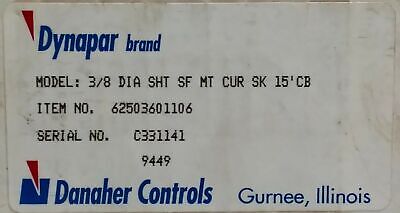 Dynapar brand
MODEL: 3/8 DIA SHT SF MT CUR SK 15'CB
ITEM NO. 62503601106
SERIAL NO. C331141
9449
Danaher Controls Gurnee, Illinois